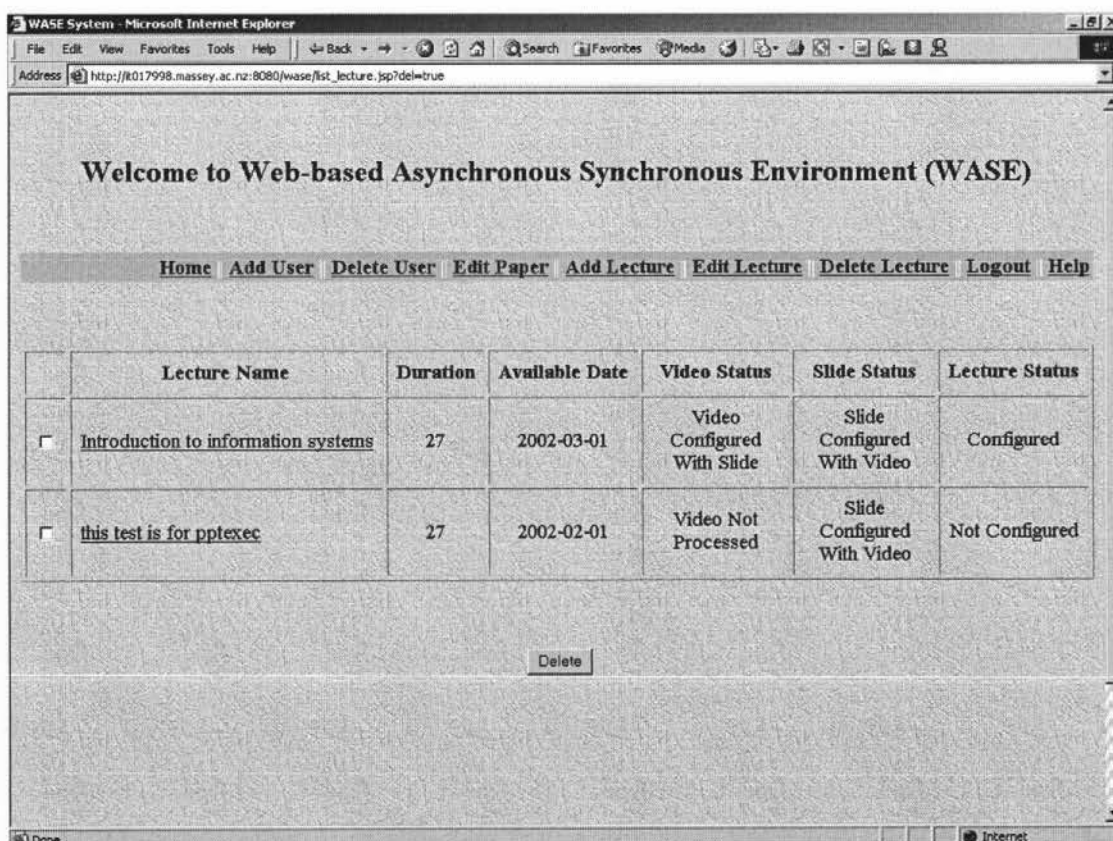 WASE System - Microsoft Internet Explorer
File Edit View Favorites Tools Help Back Search Favorites Media
Address http://it017998.massey.ac.nz:8080/wase/list_lecture.jsp?del=true
Welcome to Web-based Asynchronous Synchronous Environment (WASE)
Home Add User Delete User Edit Paper Add Lecture Edit Lecture Delete Lecture Logout Help
Lecture Name Duration Available Date Video Status Slide Status Lecture Status
Introduction to information systems 27 2002-03-01 Video Configured With Slide Slide Configured With Video Configured
this test is for pptexec 27 2002-02-01 Video Not Processed Slide Configured With Video Not Configured
Delete
Done Internet